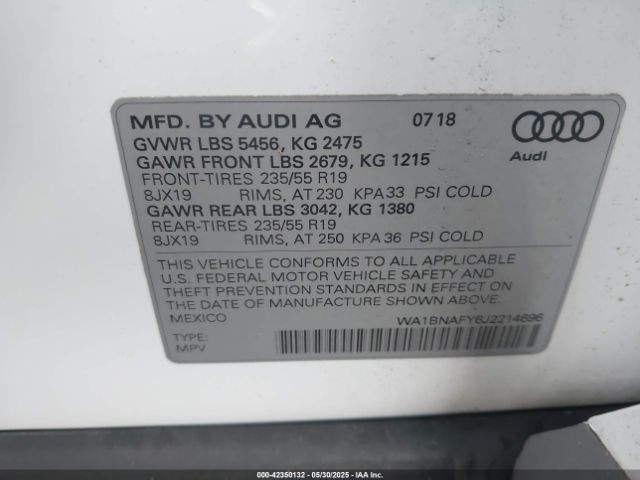 MFD. BY AUDI AG 07 18
GVWR LBS 5456, KG 2475
GAWR FRONT LBS 2679, KG 1215
FRONT-TIRES 235/55 R19
8JX19 RIMS, AT 230 KPA 33 PSI COLD
GAWR REAR LBS 3042, KG 1380
REAR-TIRES 235/55 R19
8JX19 RIMS, AT 250 KPA 36 PSI COLD
Audi
THIS VEHICLE CONFORMS TO ALL APPLICABLE
U.S. FEDERAL MOTOR VEHICLE SAFETY AND
THEFT PREVENTION STANDARDS IN EFFECT ON
THE DATE OF MANUFACTURE SHOWN ABOVE.
MEXICO
WA1BNAFY6J2214696
TYPE:
MPV
000-42350132 - 05/30/2025 - IAA Inc.